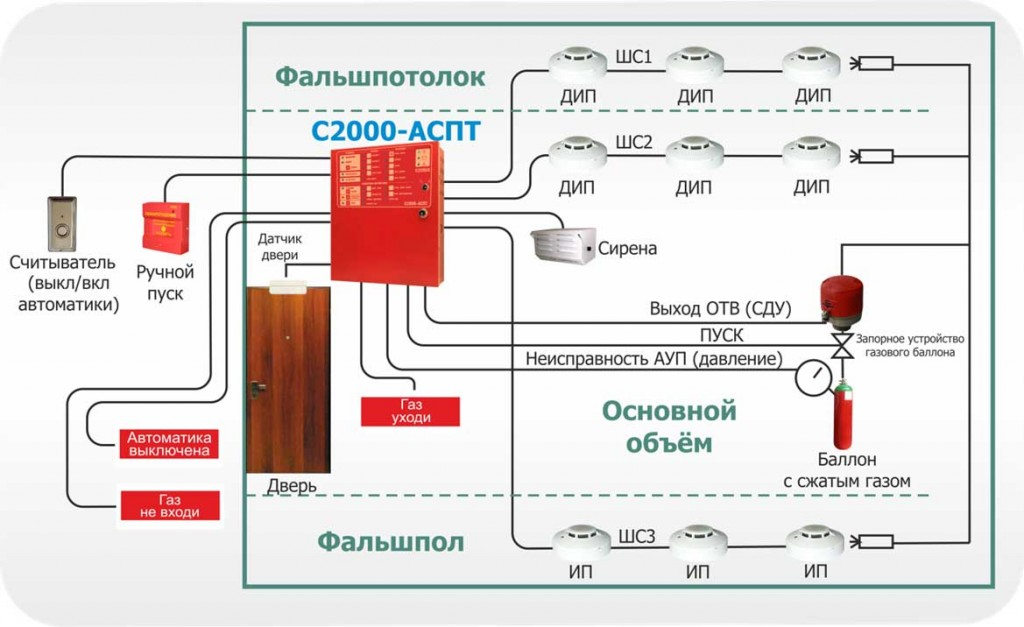 Фальшпотолок
ШС1
ДИП
ДИП
ДИП
С2000-АСПТ
ШС2
ДИП
ДИП
ДИП
Считыватель
(выкл/вкл
автоматики)
Ручной
пуск
Датчик
двери
Сирена
Выход ОТВ (СДУ)
ПУСК
Неисправность АУП (давление)
Запорное устройство
газового баллона
Газ
уходи
Основной
объём
Автоматика
выключена
Баллон
с сжатым газом
Дверь
Газ
не входи
Фальшпол
ШС3
ИП
ИП
ИП